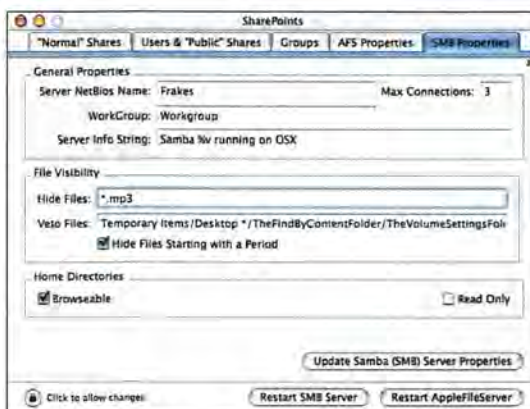 SharePoints
"Normal" Shares Users & "Public" Shares Groups AFS Properties SMB Properties
General Properties
Server NetBios Name: Frakes Max Connections: 3
WorkGroup: Workgroup
Server Info String: Samba %v running on OSX
File Visibility
Hide Files: *.mp3
Veto Files: Temporary Items/Desktop */TheFindByContentFolder/TheVolumeSettingsFol
Hide Files Starting with a Period
Home Directories
Browseable Read Only
Update Samba (SMB) Server Properties
Click to allow changes Restart SMB Server Restart AppleFileServer